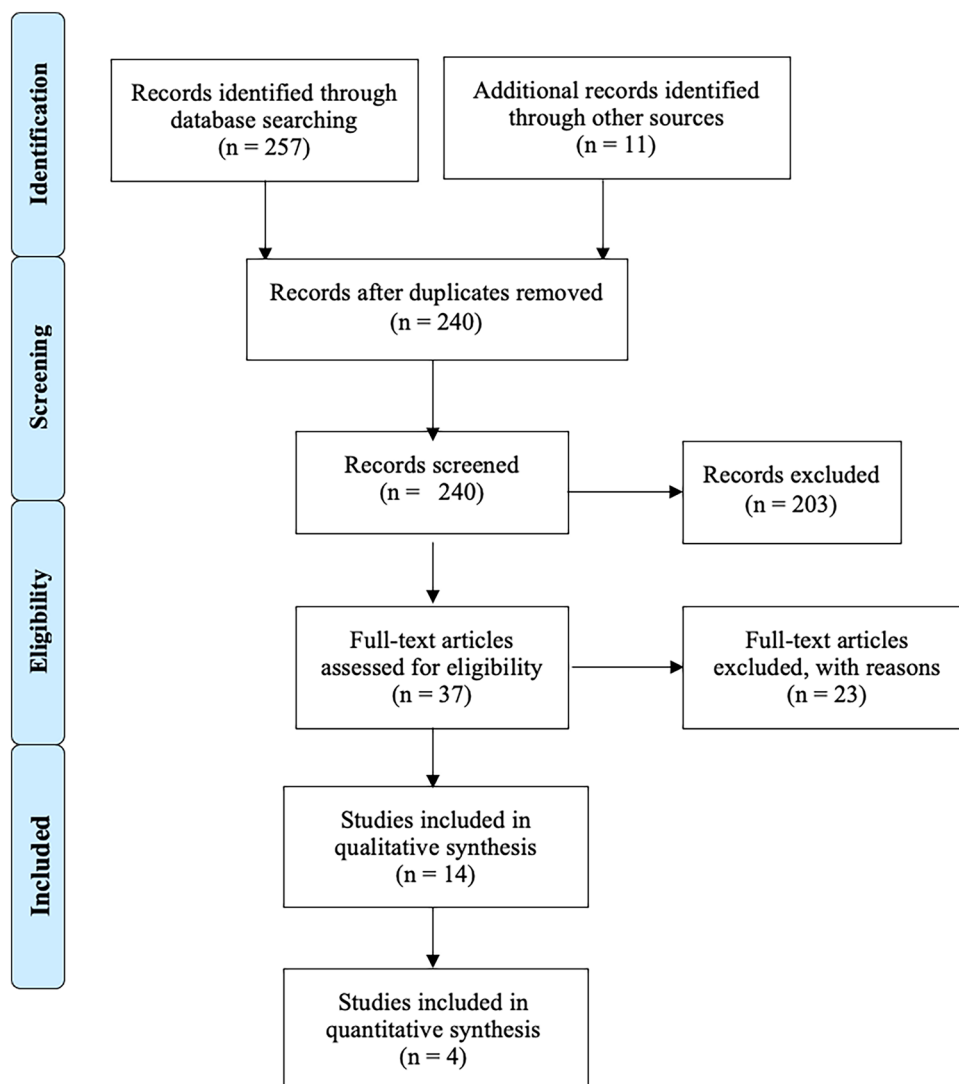 Identification
Records identified through
database searching
(n = 257)
Additional records identified
through other sources
(n = 11)
Screening
Records after duplicates removed
(n = 240)
Records screened
(n = 240)
Records excluded
(n = 203)
Eligibility
Full-text articles
assessed for eligibility
(n = 37)
Full-text articles
excluded, with reasons
(n = 23)
Included
Studies included in
qualitative synthesis
(n = 14)
Studies included in
quantitative synthesis
(n = 4)